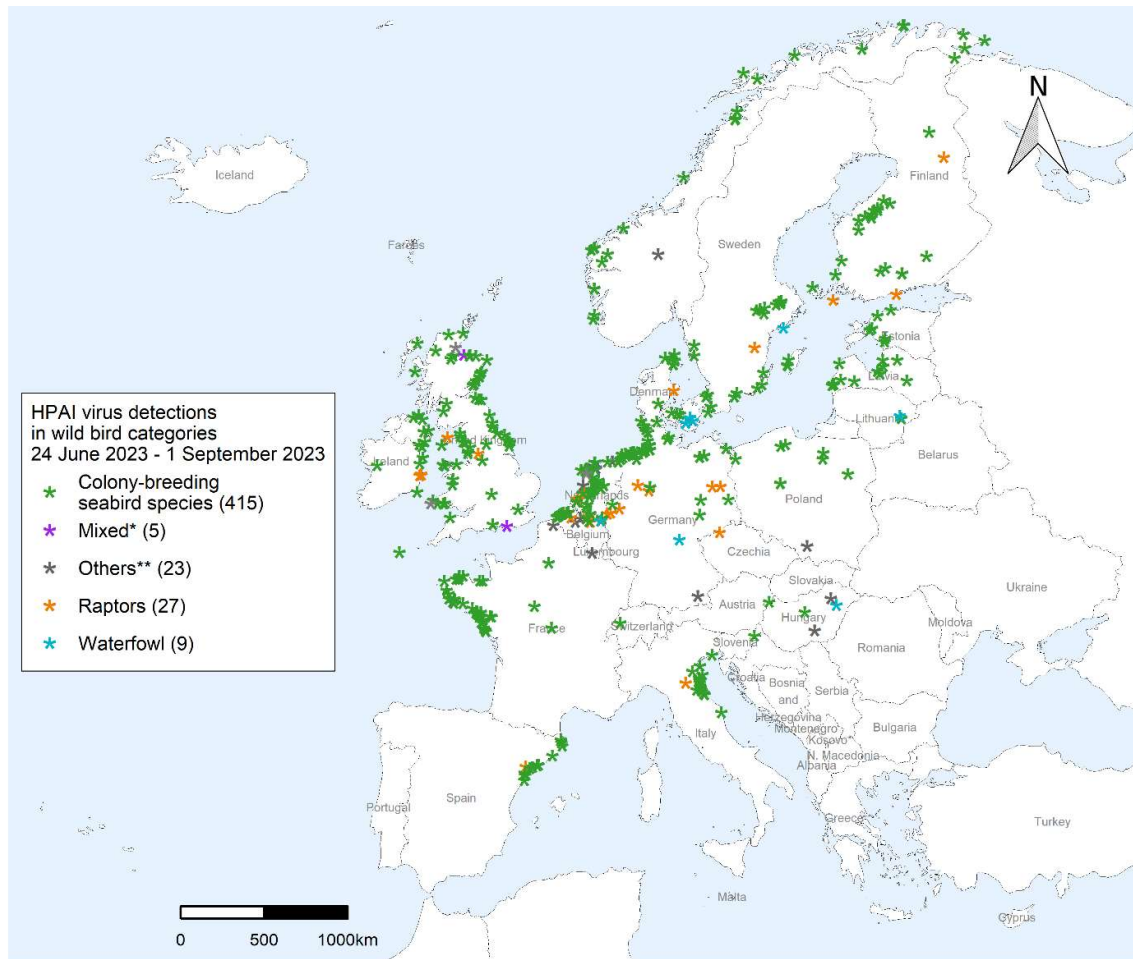 N
Iceland
Finland
Faroes
Sweden
Estonia
HPAI virus detections
in wild bird categories
24 June 2023 - 1 September 2023
Colony-breeding
seabird species (415)
Mixed* (5)
Others** (23)
Raptors (27)
Waterfowl (9)
Denmark
Latvia
Lithuania
United Kingdom
Ireland
Belarus
Netherlands
Poland
Germany
Belgium
Luxembourg
Czechia
Ukraine
Slovakia
Austria
Hungary
Moldova
France
Switzerland
Slovenia
Romania
Croatia
Bosnia
and
Herzegovina
Serbia
Montenegro
Kosovo*
Bulgaria
Italy
N. Macedonia
Albania
Portugal
Spain
Greece
Turkey
Malta
Cyprus
0 500 1000km